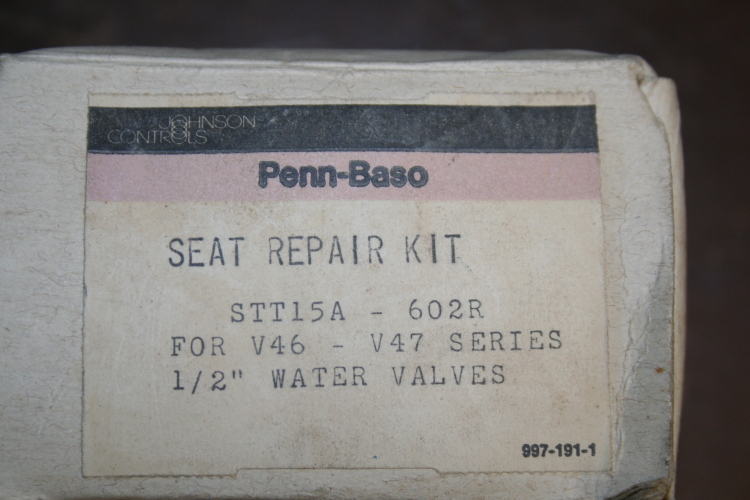 JOHNSON
CONTROLS
Penn-Baso
SEAT REPAIR KIT
STT15A - 602R
FOR V46 - V47 SERIES
1/2" WATER VALVES
997-191-1